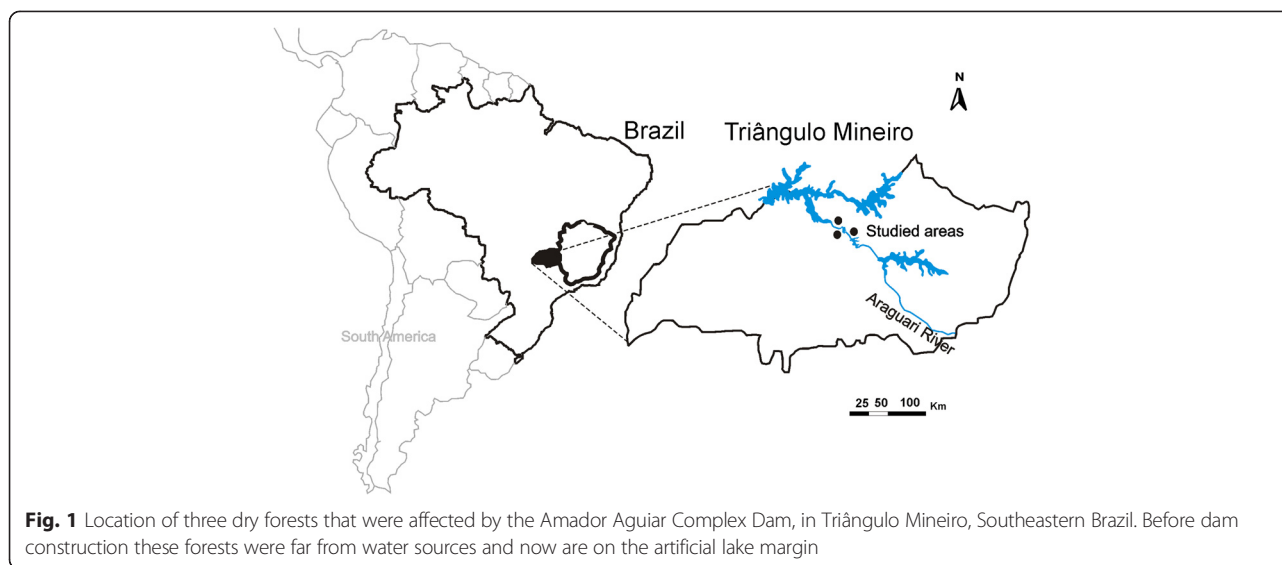 N
Brazil
Triângulo Mineiro
Studied areas
Araguari River
South America
25 50 100 Km
Fig. 1 Location of three dry forests that were affected by the Amador Aguiar Complex Dam, in Triângulo Mineiro, Southeastern Brazil. Before dam
construction these forests were far from water sources and now are on the artificial lake margin